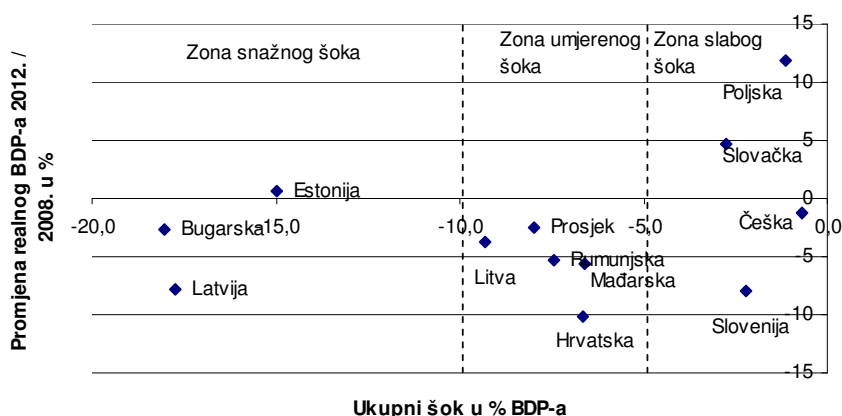 Promjena realnog BDP-a 2012. /
2008. u %
Zona snažnog šoka
Zona umjerenog
šoka
Zona slabog
šoka
15
10
5
0
-5
-10
-15
-20,0
-15,0
-10,0
-5,0
0,0
Poljska
Slovačka
Estonija
Bugarska
Prosjek
Češka
Litva
Rumunjska
Mađarska
Latvija
Hrvatska
Slovenija
Ukupni šok u % BDP-a